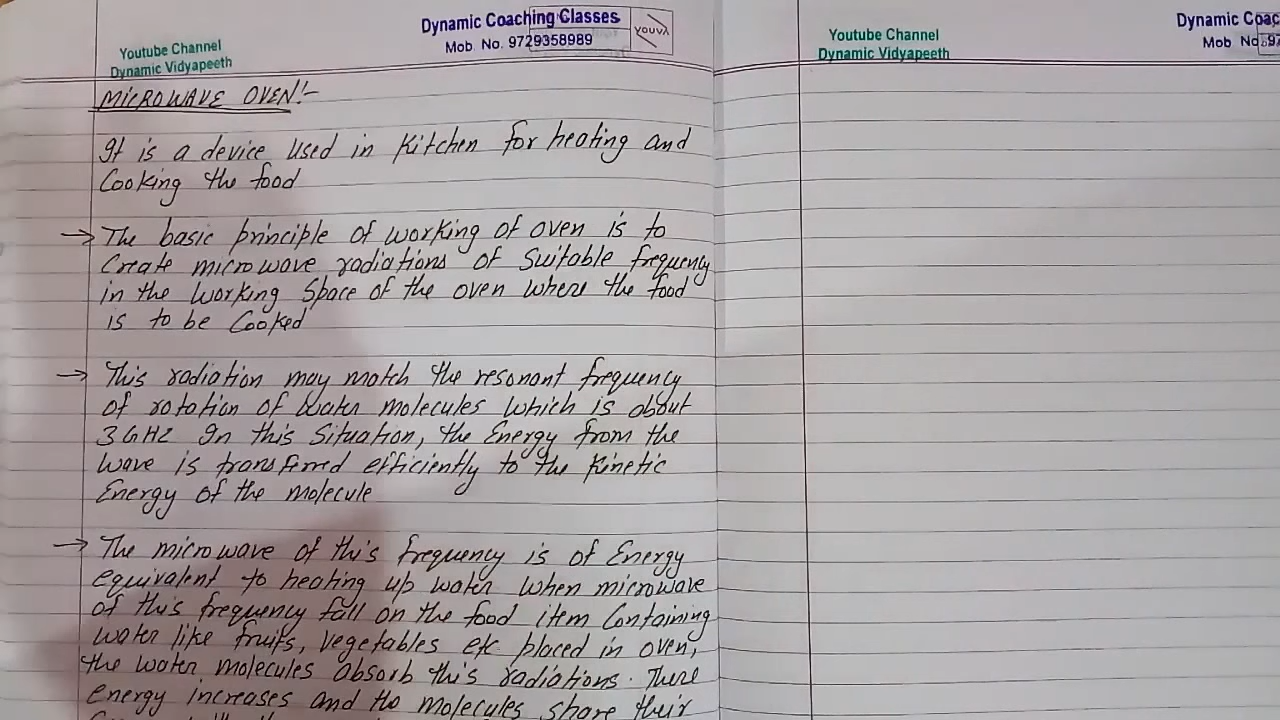 Youtube Channel
Dynamic Vidyapeeth
Dynamic Coaching Classes
Mob. No. 9729358989
YOUVA
Youtube Channel
Dynamic Vidyapeeth
Dynamic Coac
Mob No 97
MICROWAVE OVEN!-
It is a device used in Kitchen for heating and
Cooking the food
→ The basic principle of working of oven is to
Create microwave radiations of Suitable frequency
in the working Space of the oven where the food
is to be Cooked
→ This radiation may match the resonant frequency
of rotation of water molecules which is about
3 GHZ In this Situation, the Energy from the
wave is transferred efficiently to the Kinetic
Energy of the molecule
→ The microwave of this frequency is of Energy
equivalent to heating up water when microwave
of this frequency fall on the food item Containing
water like fruits, vegetables etc placed in oven,
the water molecules absorb this radiations. There
energy increases and the molecules share their